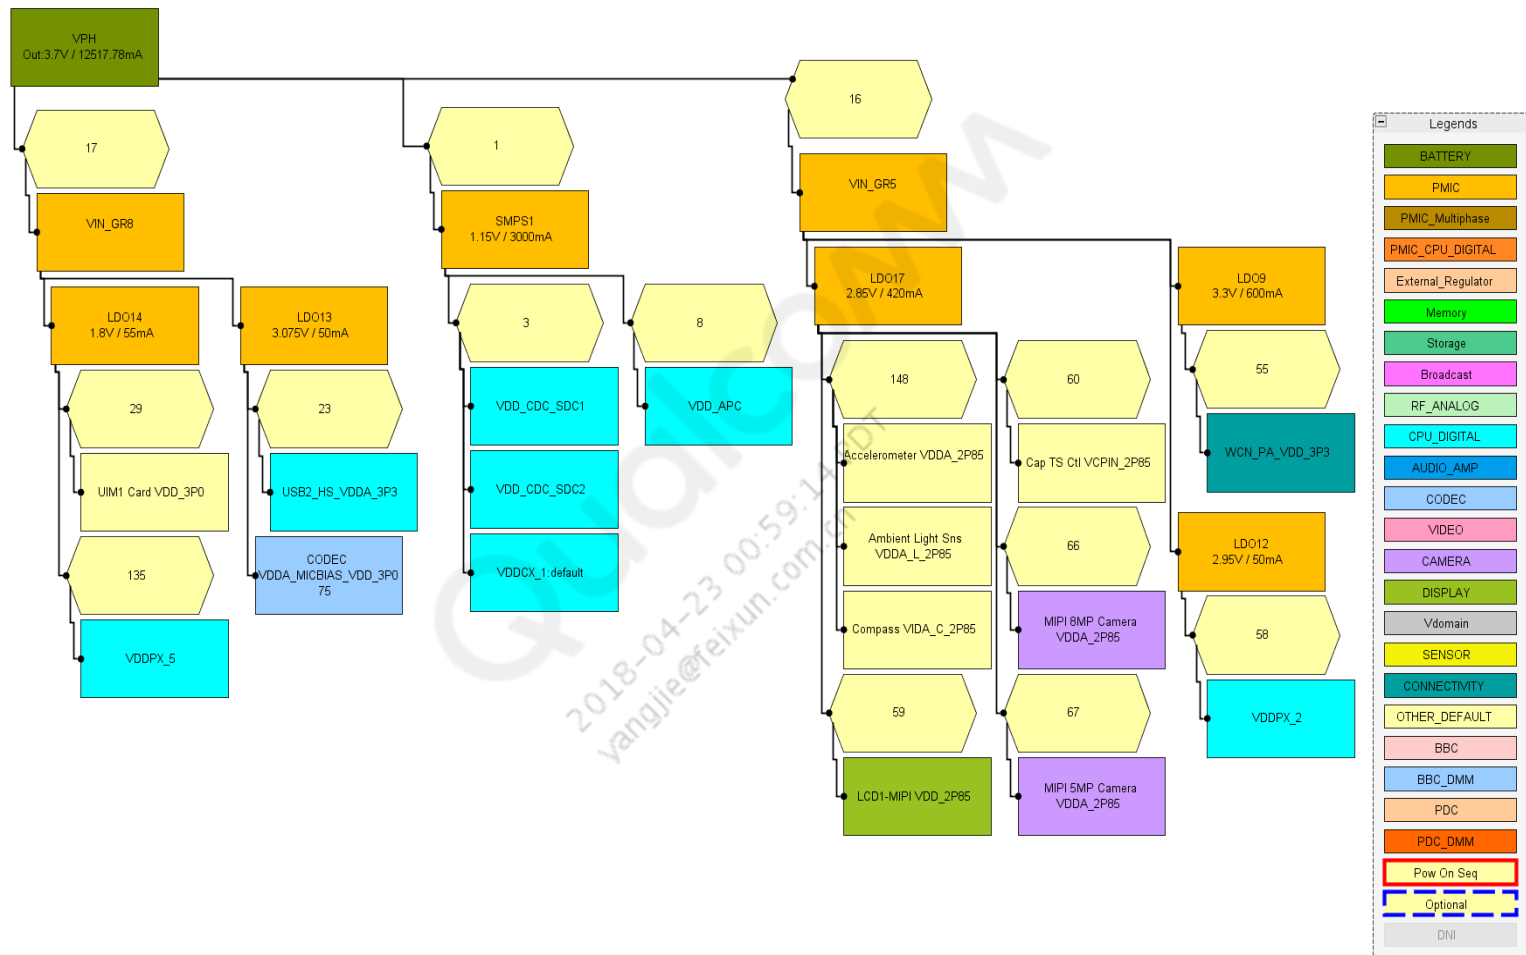 VPH
Out:3.7V / 12517.78mA
17
VIN_GR8
LDO14
1.8V / 55mA
29
UIM1 Card VDD_3P0
135
VDDPX_5
LDO13
3.075V / 50mA
23
USB2_HS_VDDA_3P3
CODEC
VDDA_MICBIAS_VDD_3P0
75
1
SMPS1
1.15V / 3000mA
3
VDD_CDC_SDC1
VDD_CDC_SDC2
VDDCX_1:default
8
VDD_APC
16
VIN_GR5
LDO17
2.85V / 420mA
148
Accelerometer VDDA_2P85
Ambient Light Sns
VDDA_L_2P85
Compass VIDA_C_2P85
59
LCD1-MIPI VDD_2P85
60
Cap TS Ctl VCPIN_2P85
66
MIPI 8MP Camera
VDDA_2P85
67
MIPI 5MP Camera
VDDA_2P85
LDO9
3.3V / 600mA
55
WCN_PA_VDD_3P3
LDO12
2.95V / 50mA
58
VDDPX_2
Qualcomm
2018-04-23 00:59:14 PDT
yangjie@feixun.com.cn
Legends
BATTERY
PMIC
PMIC_Multiphase
PMIC_CPU_DIGITAL
External_Regulator
Memory
Storage
Broadcast
RF_ANALOG
CPU_DIGITAL
AUDIO_AMP
CODEC
VIDEO
CAMERA
DISPLAY
Vdomain
SENSOR
CONNECTIVITY
OTHER_DEFAULT
BBC
BBC_DMM
PDC
PDC_DMM
Pow On Seq
Optional
DNI